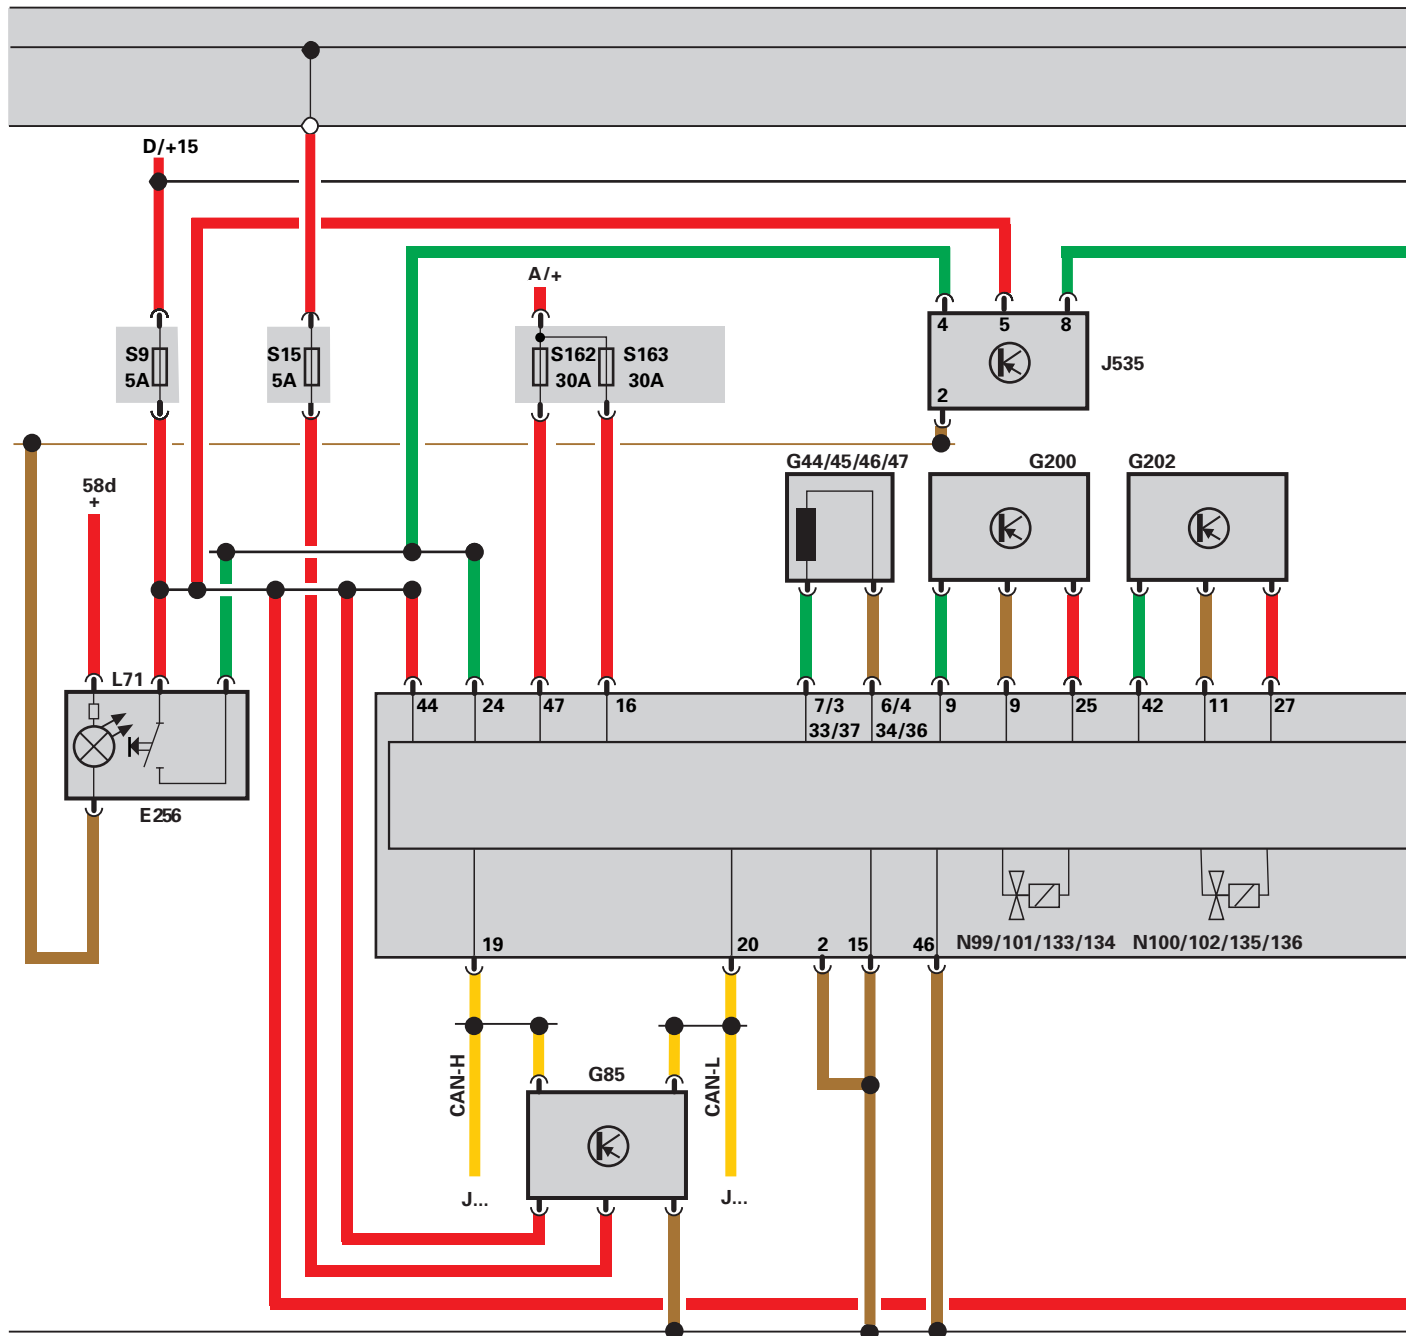 D/+15
A/+
S9
5A
S15
5A
S162
30A
S163
30A
4 5 8
2
J535
58d
+
G44/45/46/47
G200
G202
L71
E256
44 24 47 16 7/3 6/4 9 9 25 42 11 27
33/37 34/36
19 20 2 15 46
N99/101/133/134
N100/102/135/136
CAN-H
CAN-L
G85
J...
J...